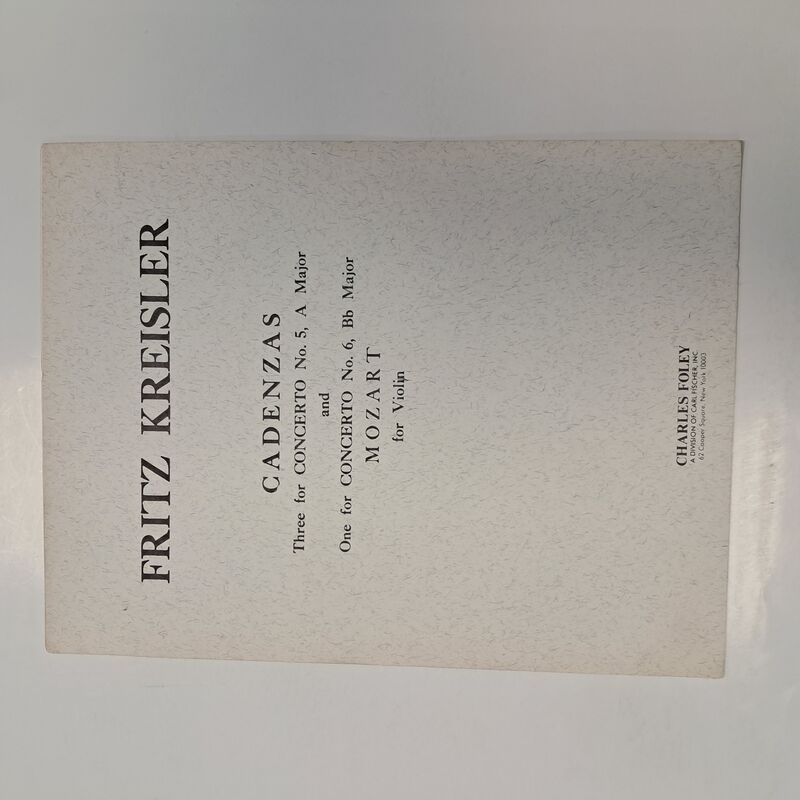 FRITZ KREISLER
CADENZAS
Three for CONCERTO No. 5, A Major
and
One for CONCERTO No. 6, Bb Major
MOZART
for Violin
CHARLES FOLEY
A DIVISION OF CARL FISCHER, INC.
62 Cooper Square, New York 10003